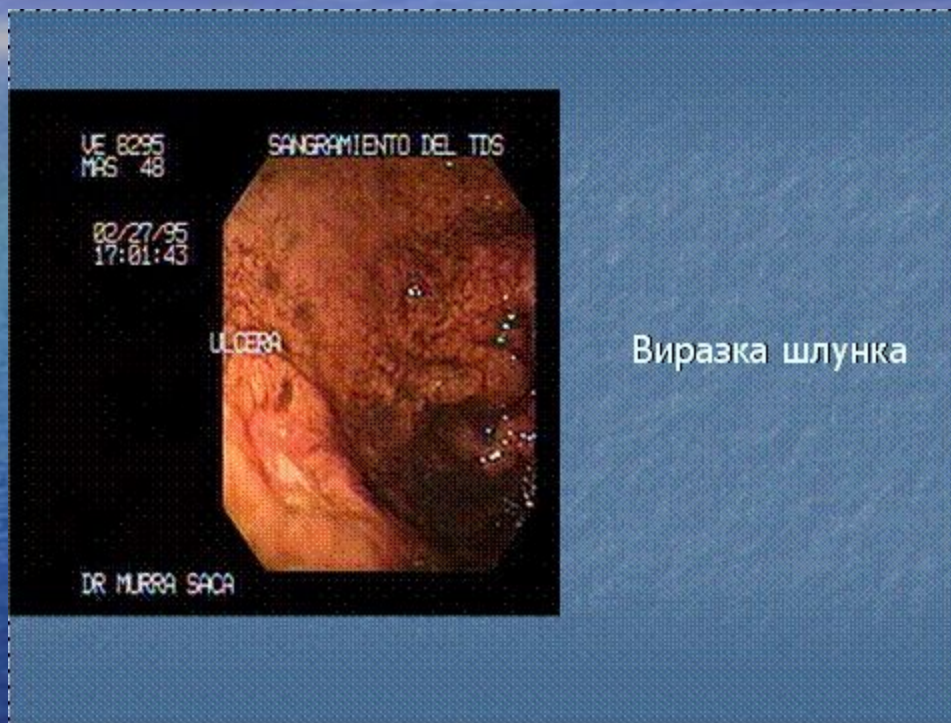 VE 8295
MAS 48
SANGRAMIENTO DEL TDS
02/27/95
17:01:43
ULCERA
DR MURRA SACA
Виразка шлунка